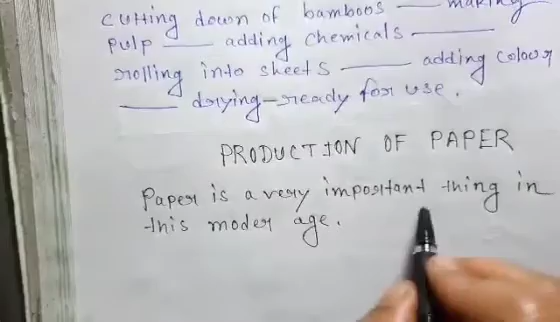 cutting down of bamboos — making
pulp — adding chemicals —
rolling into sheets — adding colour
— drying-ready for use.
PRODUCTION OF PAPER
Paper is a very important thing in
this moder age.